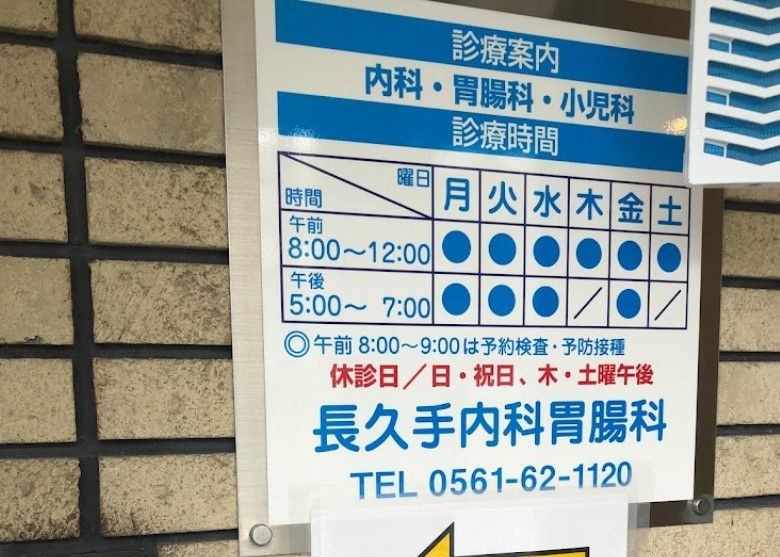 診療案内
内科・胃腸科・小児科
診療時間
曜日 月 火 水 木 金 土
時間
午前
8:00〜12:00 ● ● ● ● ● ●
午後
5:00〜 7:00 ● ● ● ／ ● ／
◎午前 8:00〜9:00は予約検査・予防接種
休診日／日・祝日、木・土曜午後
長久手内科胃腸科
TEL 0561-62-1120